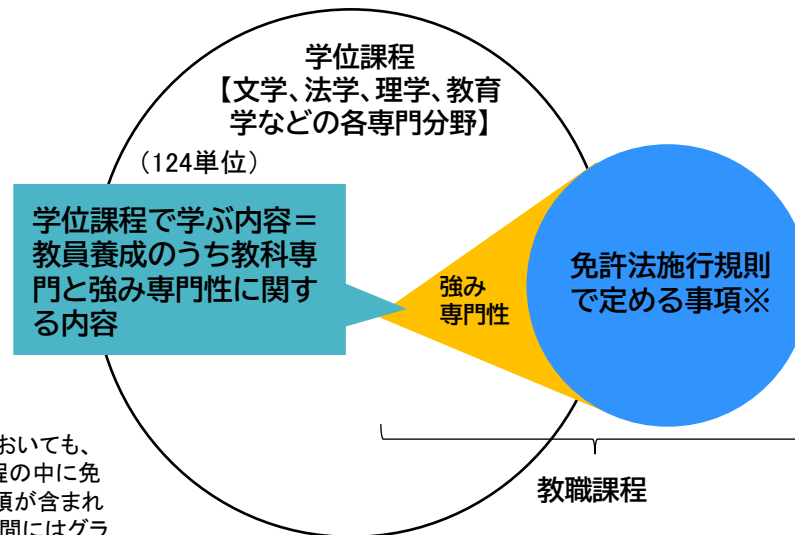 学位課程
【文学、法学、理学、教育
学などの各専門分野】
（124単位）
学位課程で学ぶ内容＝
教員養成のうち教科専
門と強み専門性に関す
る内容
強み
専門性
免許法施行規則
で定める事項※
教職課程
おいても、
程の中に免
項が含まれ
間にはグラ